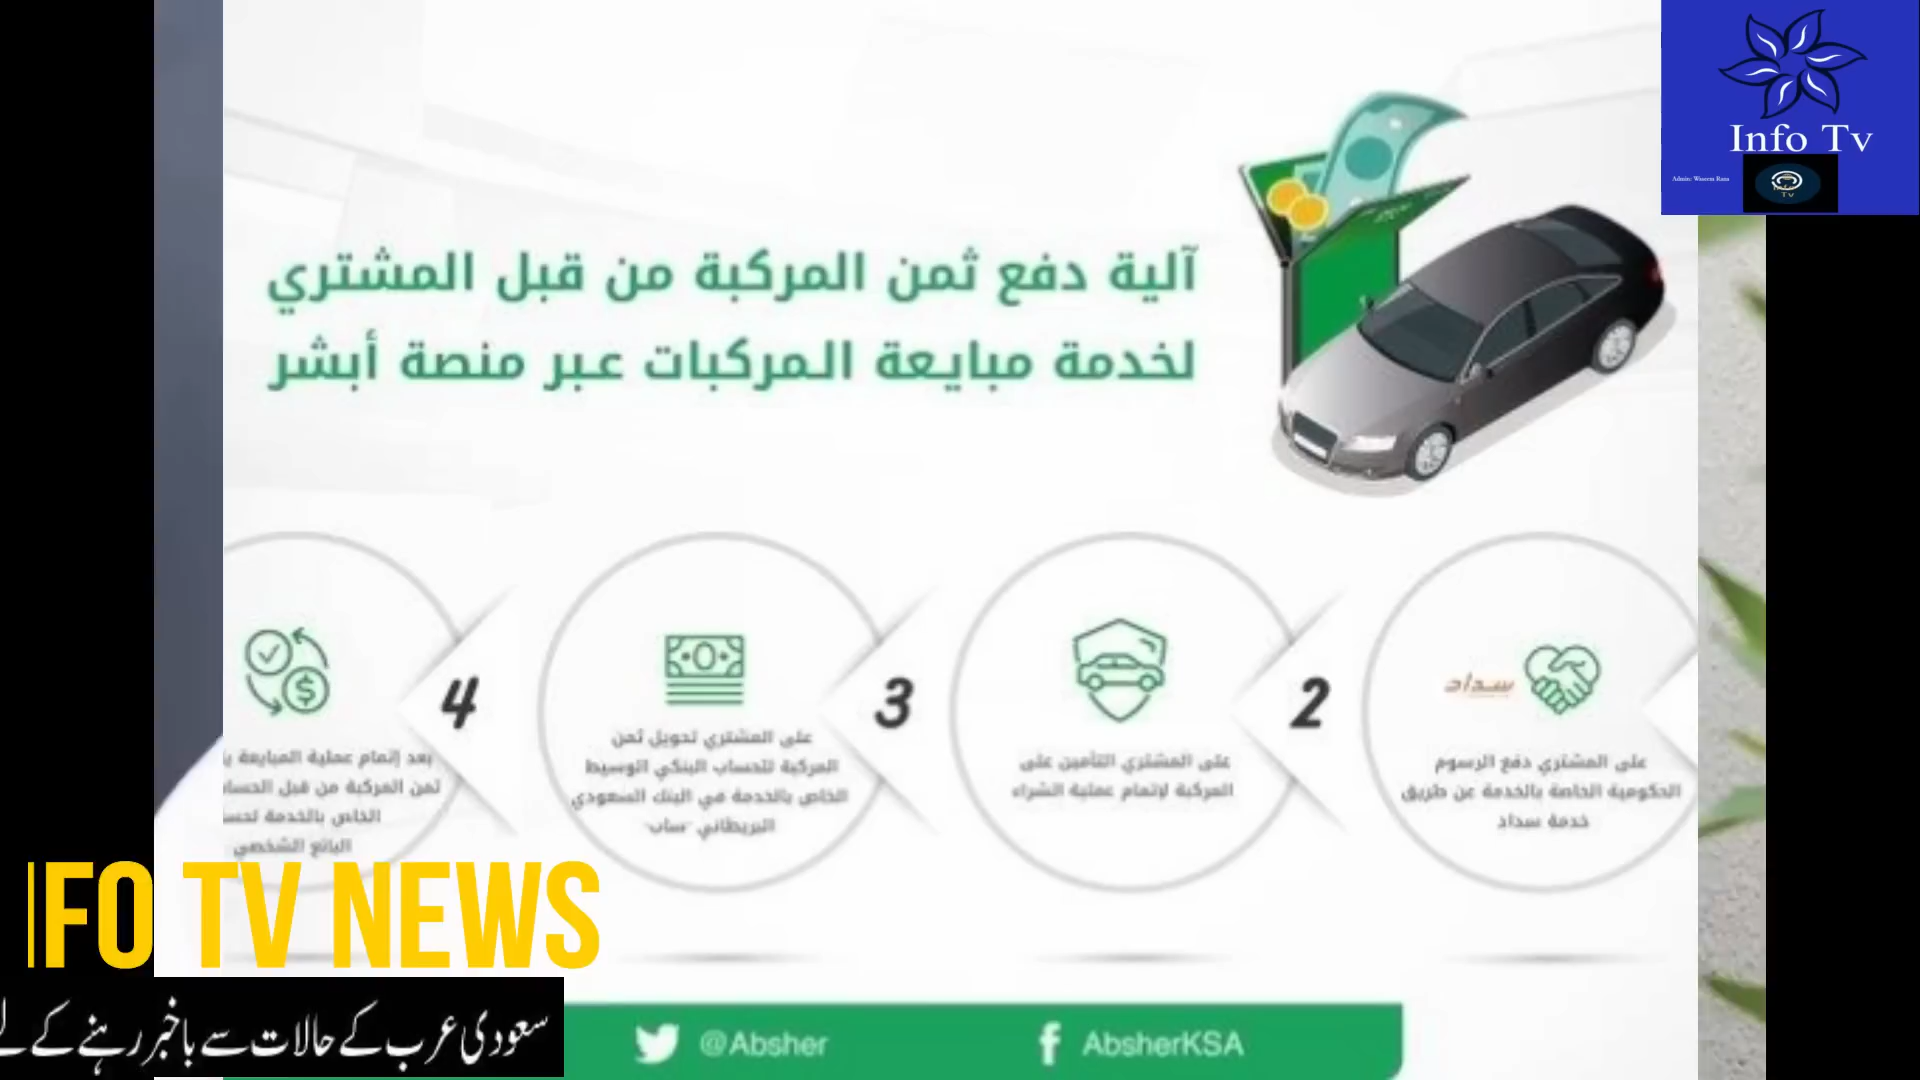 Info Tv
Admin: Waseem Raza
آلية دفع ثمن المركبة من قبل المشتري
لخدمة مبايعة المركبات عبر منصة أبشر
سداد
على المشتري دفع الرسوم
الحكومية الخاصة بالخدمة عن طريق
خدمة سداد
2
على المشتري التأمين على
المركبة لإتمام عملية الشراء
3
على المشتري تحويل ثمن
المركبة للحساب البنكي الوسيط
الخاص بالخدمة في البنك السعودي
البريطاني "ساب"
4
بعد إتمام عملية المبايعة
ثمن المركبة من قبل
الخاص بالخدمة
البائع الشخصي
FO TV NEWS
سعودی عرب کے حالات سے باخبر رہنے کے
@Absher
AbsherKSA